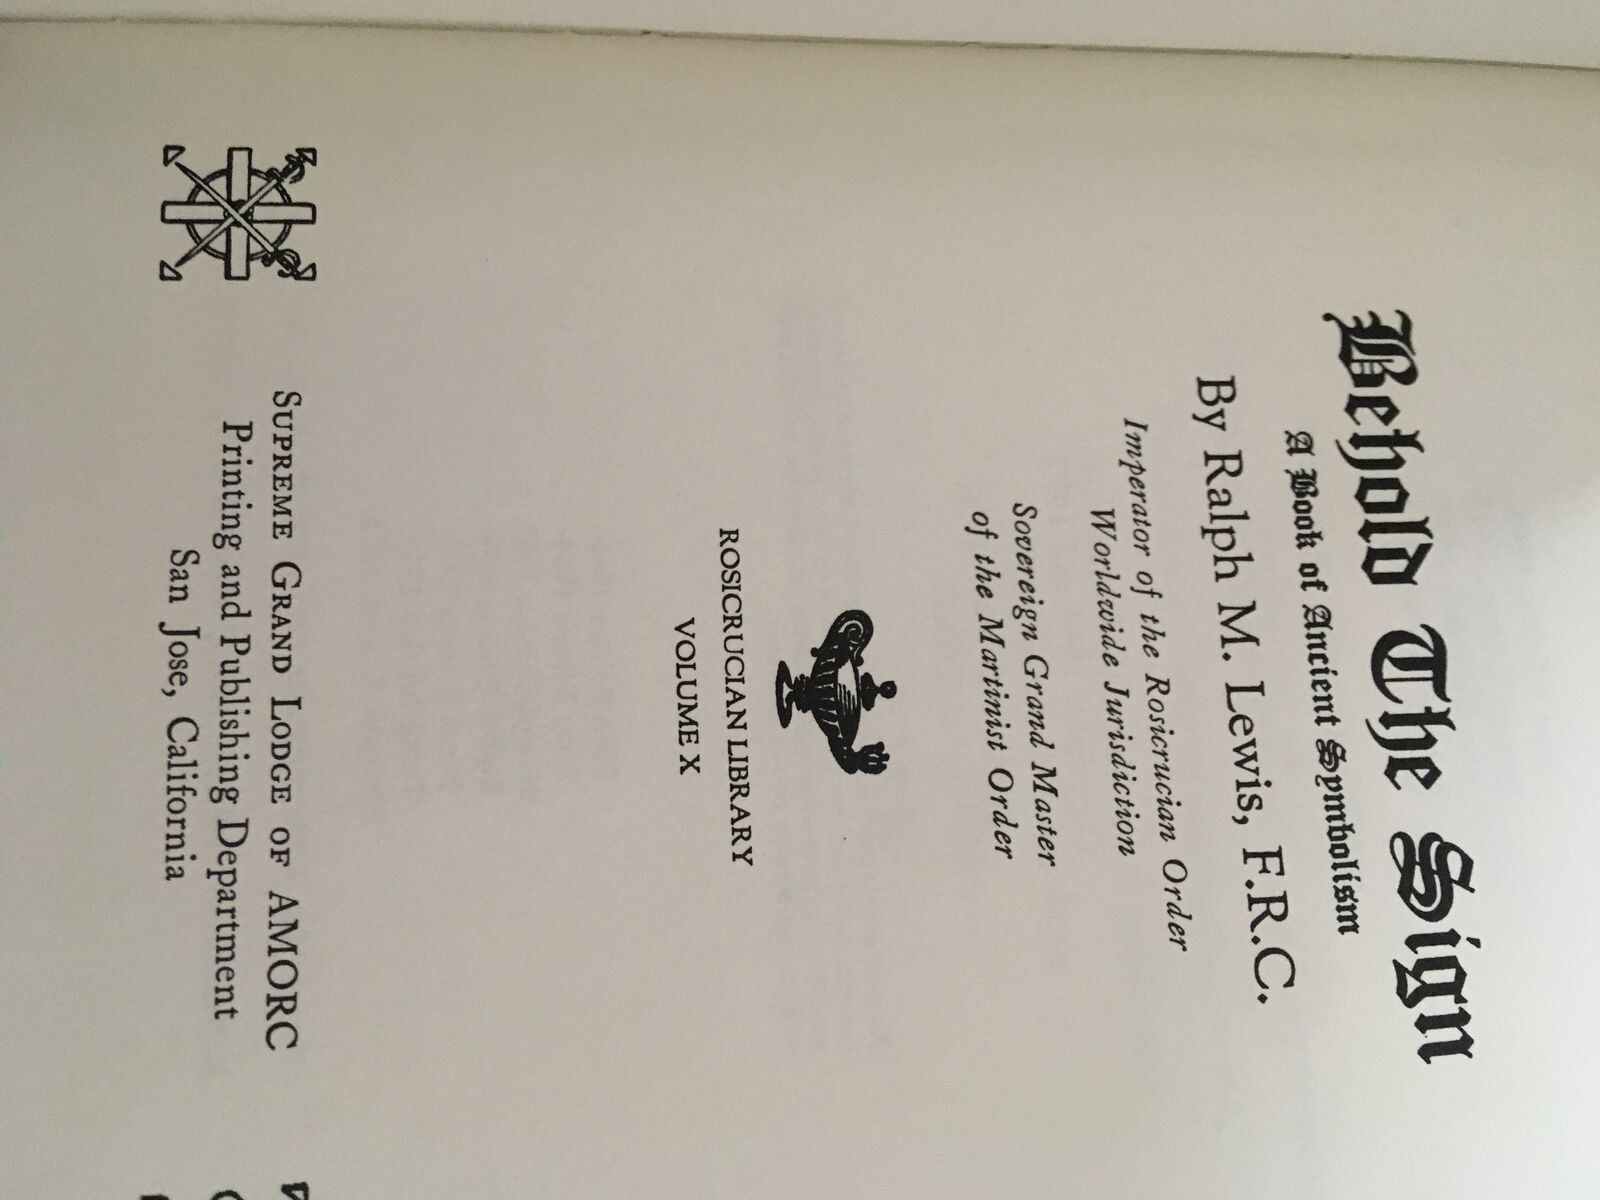 Behold The Sign
A Book of Ancient Symbolism
By Ralph M. Lewis, F.R.C.
Imperator of the Rosicrucian Order
Worldwide Jurisdiction
Sovereign Grand Master
of the Martinist Order
ROSICRUCIAN LIBRARY
VOLUME X
SUPREME GRAND LODGE OF AMORC
Printing and Publishing Department
San Jose, California